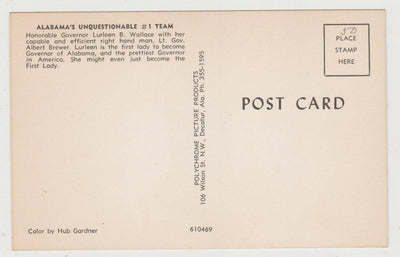 ALABAMA'S UNQUESTIONABLE #1 TEAM
Honorable Governor Lurleen B. Wallace with her
capable and efficient right hand man, Lt. Gov.
Albert Brewer. Lurleen is the first lady to become
Governor of Alabama, and the prettiest Governor
in America. She might even just become the
First Lady.
POLYCHROME PICTURE PRODUCTS
106 Wilson St. N.W., Decatur, Ala. Ph. 355-1595
50
PLACE
STAMP
HERE
POST CARD
Color by Hub Gardner
610469